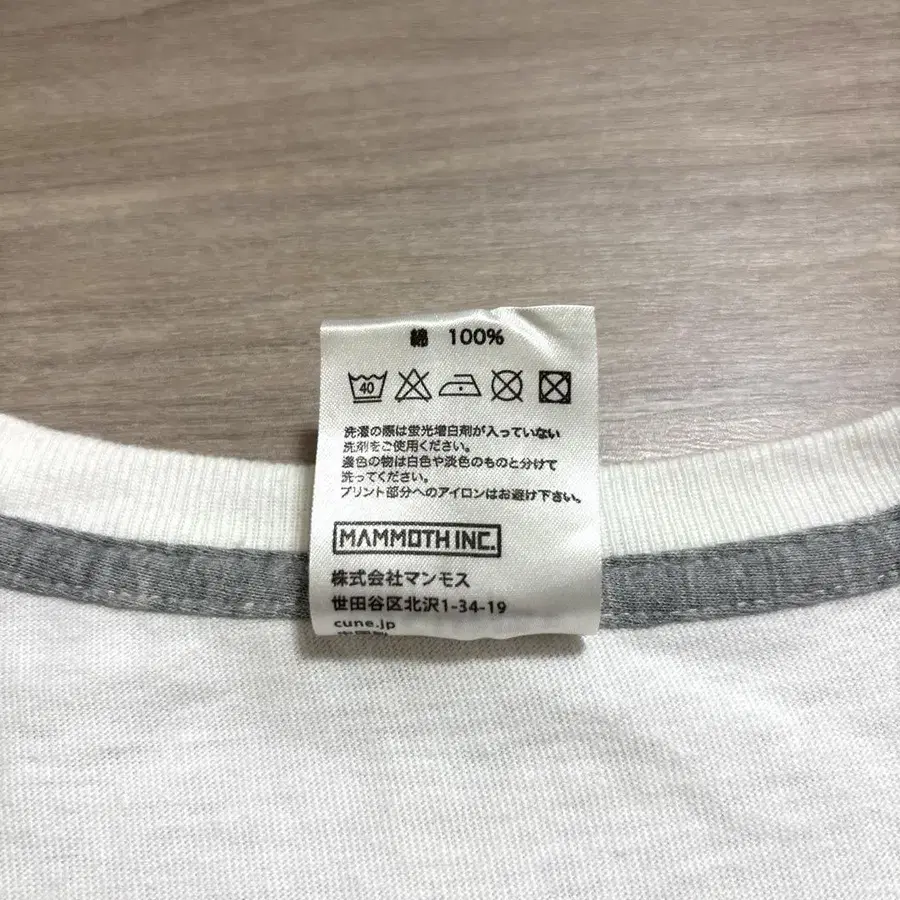 綿 100%
40
洗濯の際は蛍光増白剤が入っていない
洗剤をご使用ください。
濃色の物は白色や淡色のものと分けて
洗ってください。
プリント部分へのアイロンはお避け下さい。
MAMMOTH INC.
株式会社マンモス
世田谷区北沢1-34-19
cune.jp